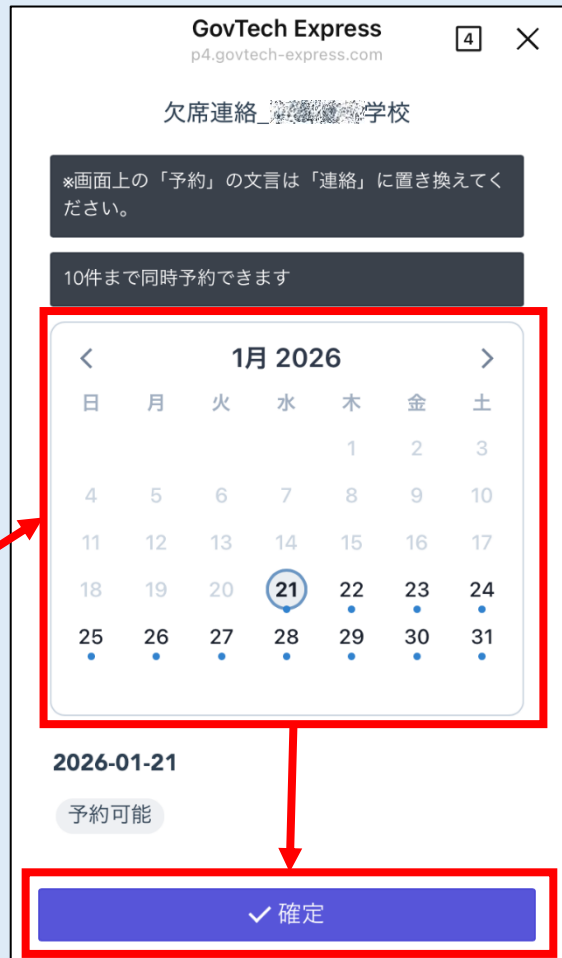 GovTech Express
4
p4.govtech-express.com
欠席連絡_学校
※画面上の「予約」の文言は「連絡」に置き換えてく
ださい。
10件まで同時予約できます
1月 2026
日 月 火 水 木 金 土
1 2 3
4 5 6 7 8 9 10
11 12 13 14 15 16 17
18 19 20 21 22 23 24
25 26 27 28 29 30 31
2026-01-21
予約可能
確定